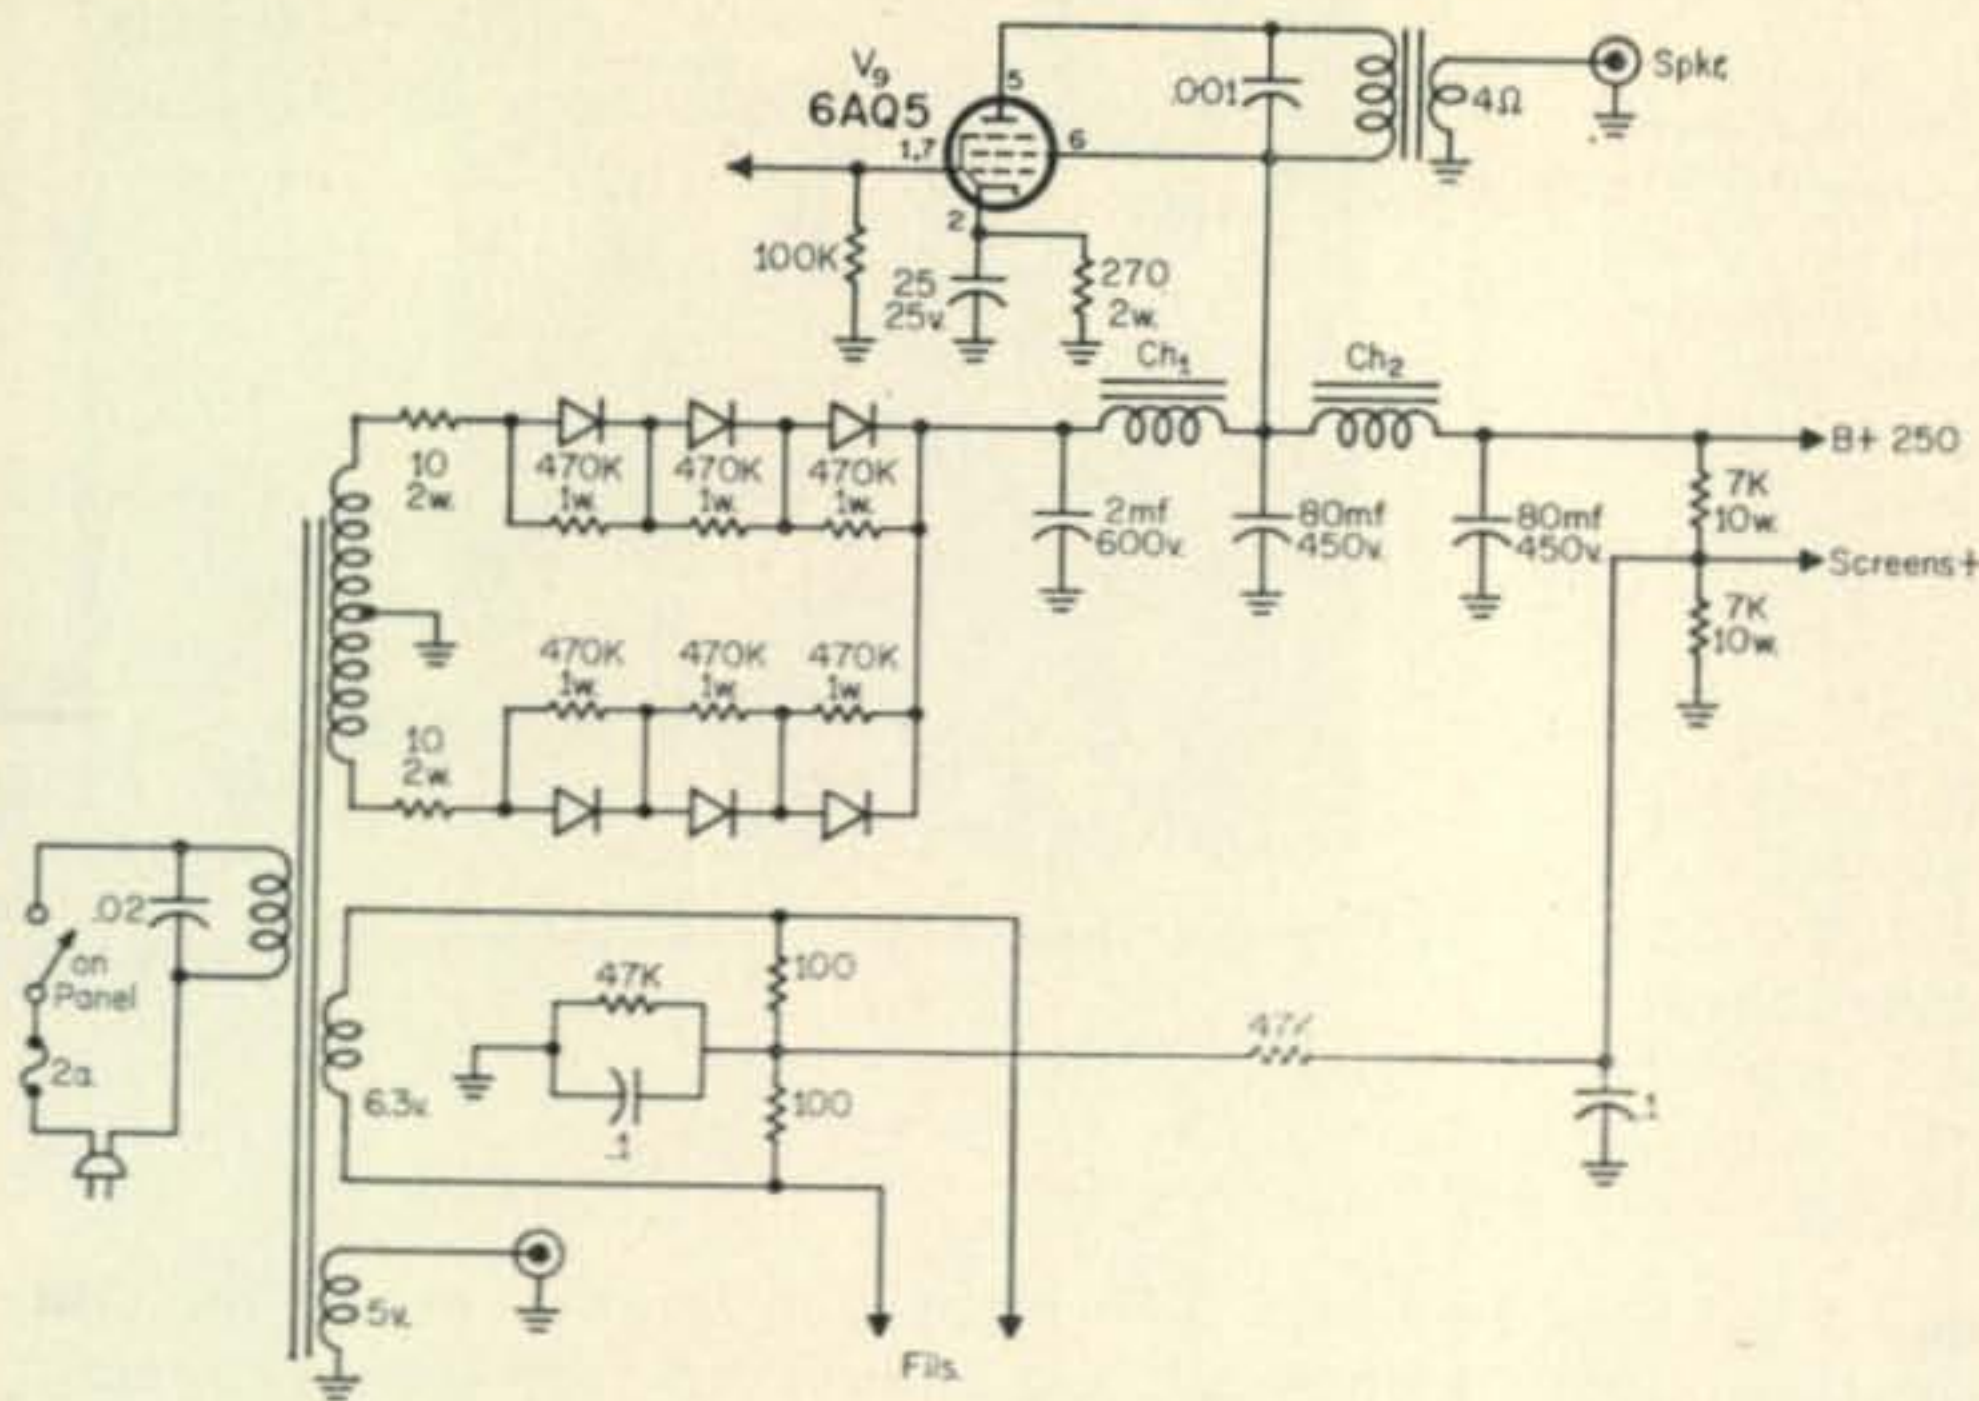 V9
6AQ5
5
1,7
6
2
.001
4Ω
100K
25
25v.
270
2w.
Ch1
Ch2
10
2w.
470K
1w.
470K
1w.
470K
1w.
2mf
600v.
80mf
450v.
80mf
450v.
B+ 250
7K
10w.
Screens+
7K
10w.
470K
1w.
470K
1w.
470K
1w.
10
2w.
.02
on
Panel
2a.
6.3v.
47K
.1
100
100
.1
5v.
Fils.